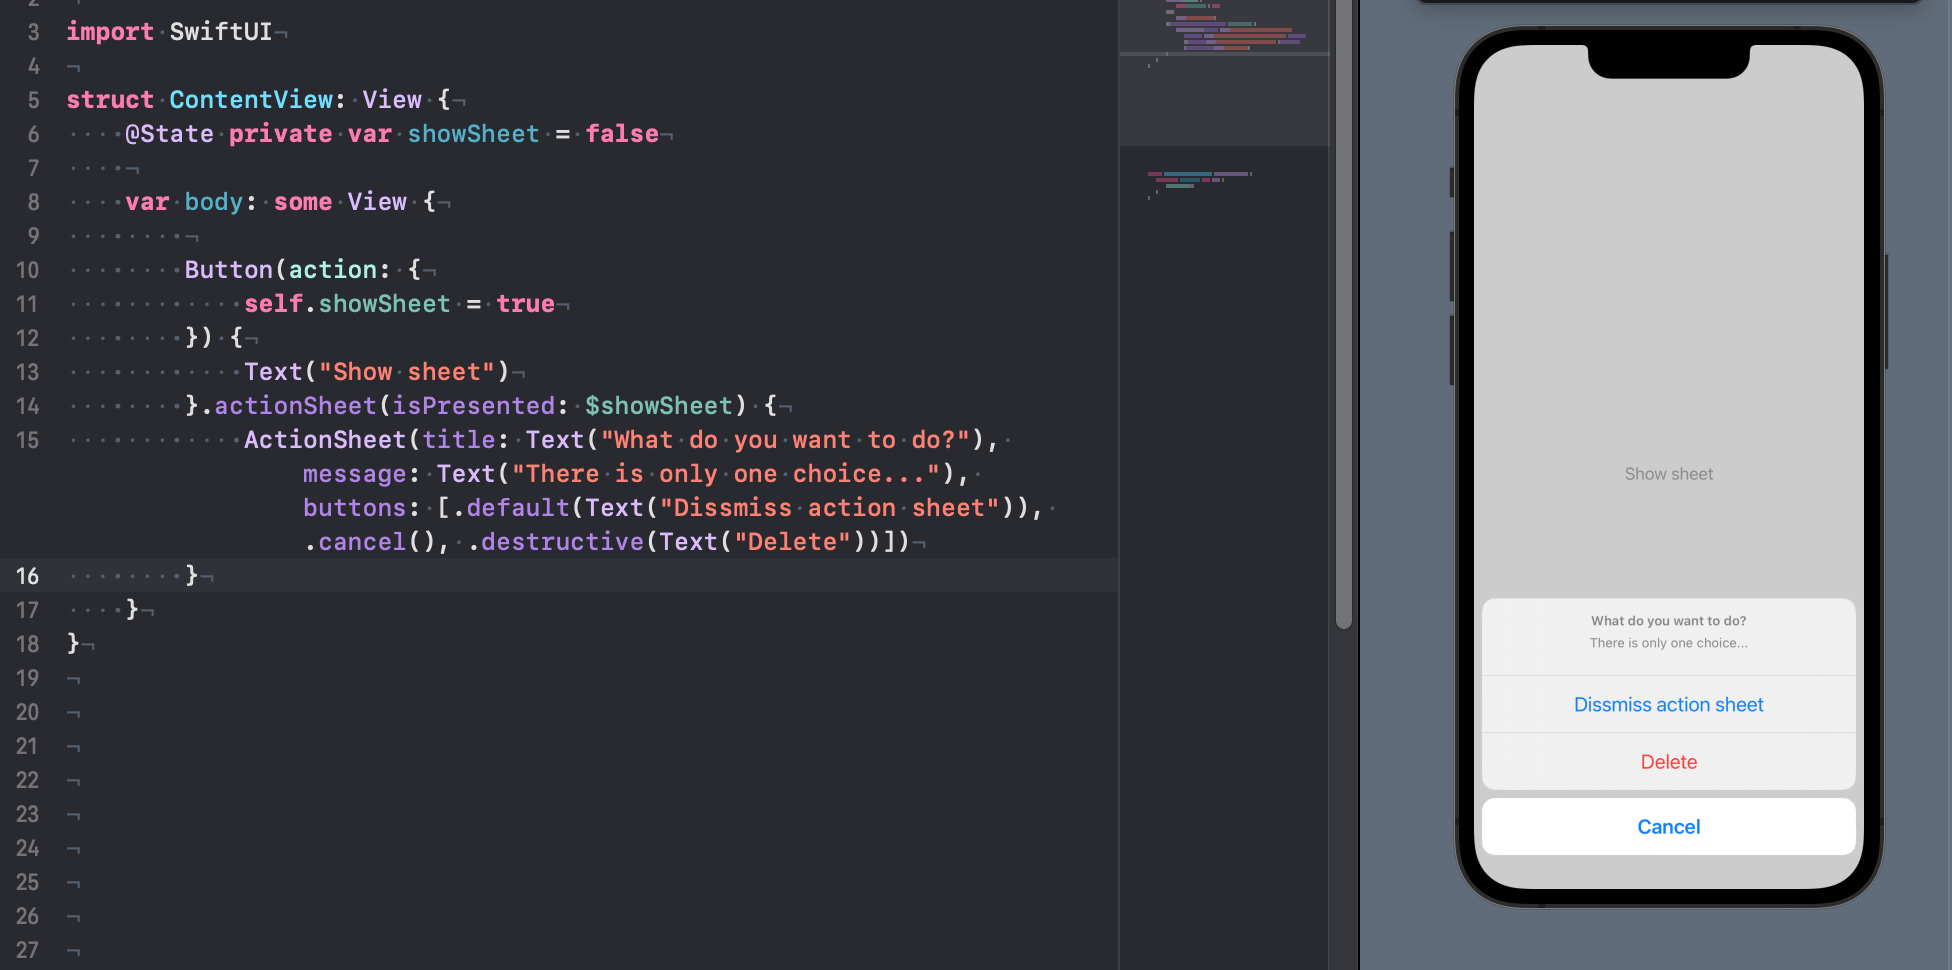 3 import SwiftUI
4
5 struct ContentView: View {
6 @State private var showSheet = false
7
8 var body: some View {
9
10 Button(action: {
11 self.showSheet = true
12 }) {
13 Text("Show sheet")
14 }.actionSheet(isPresented: $showSheet) {
15 ActionSheet(title: Text("What do you want to do?"),
message: Text("There is only one choice..."),
buttons: [.default(Text("Dissmiss action sheet")),
.cancel(), .destructive(Text("Delete"))])
16 }
17 }
18 }
19
20
21
22
23
24
25
26
27
Show sheet
What do you want to do?
There is only one choice...
Dissmiss action sheet
Delete
Cancel